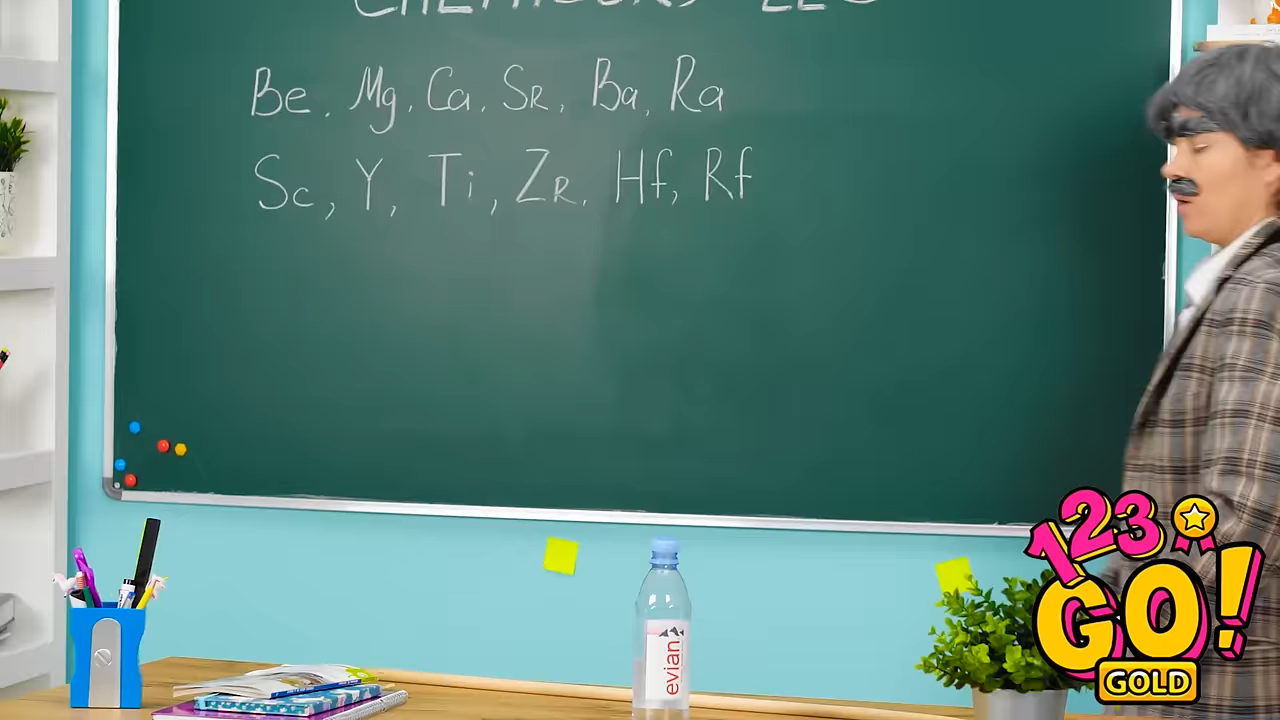 Be, Mg, Ca, SR, Ba, Ra
Sc, Y, Ti, ZR, Hf, Rf
evian
123
GO!
GOLD